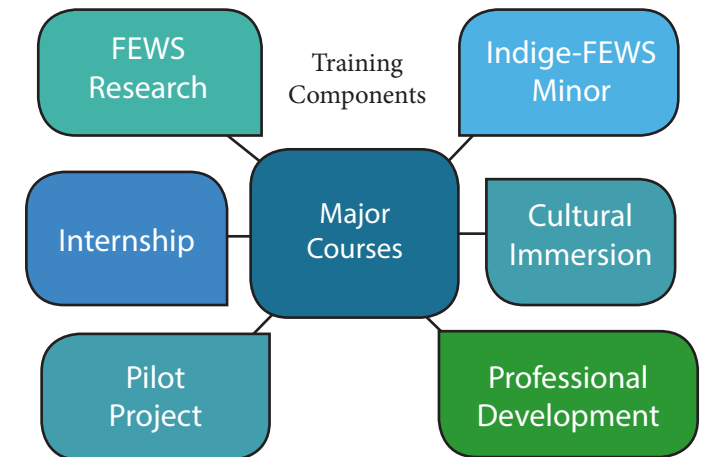 FEWS
Research
Training
Components
Indige-FEWS
Minor
Internship
Major
Courses
Cultural
Immersion
Pilot
Project
Professional
Development